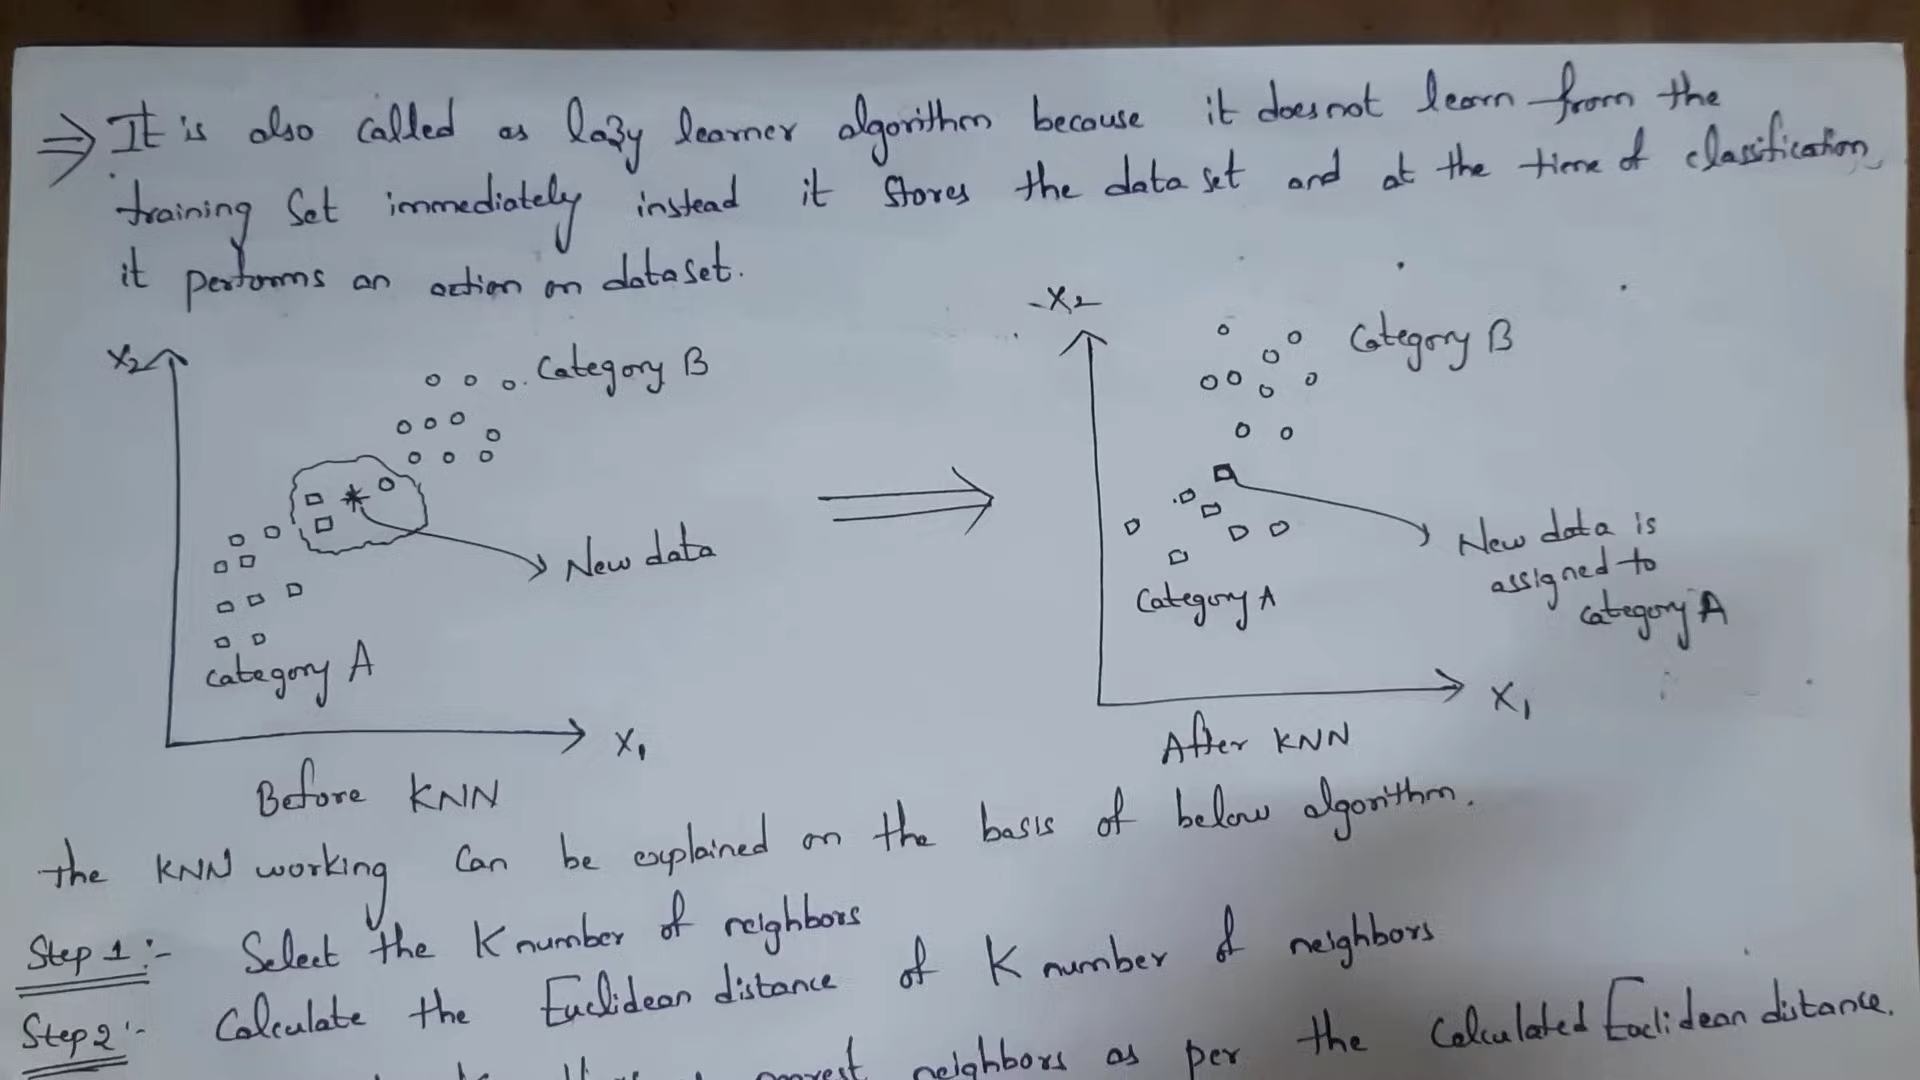 ⇒ It is also called as lazy learner algorithm because it does not learn from the
training set immediately instead it stores the data set and at the time of classification
it performs an action on dataset.
X2
Category B
New data
Category A
X1
Before KNN
X2
Category B
New data is
assigned to
category A
Category A
X1
After KNN
the KNN working can be explained on the basis of below algorithm.
Step 1:- Select the K number of neighbors
Step 2:- Calculate the Euclidean distance of K number of neighbors
nearest neighbors as per the calculated Euclidean distance.